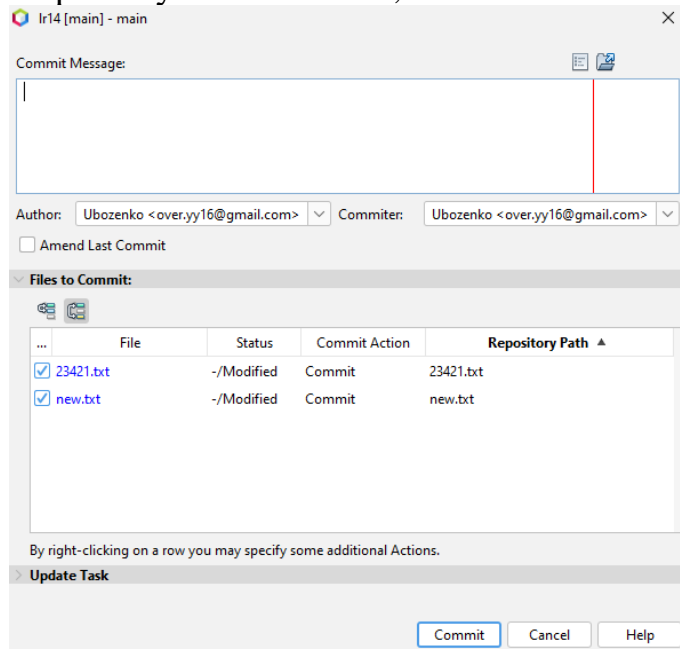 lr14 [main] - main
Commit Message:
Author: Ubozenko <over.yy16@gmail.com> Commiter: Ubozenko <over.yy16@gmail.com>
Amend Last Commit
Files to Commit:
... File Status Commit Action Repository Path
23421.txt -/Modified Commit 23421.txt
new.txt -/Modified Commit new.txt
By right-clicking on a row you may specify some additional Actions.
Update Task
Commit Cancel Help